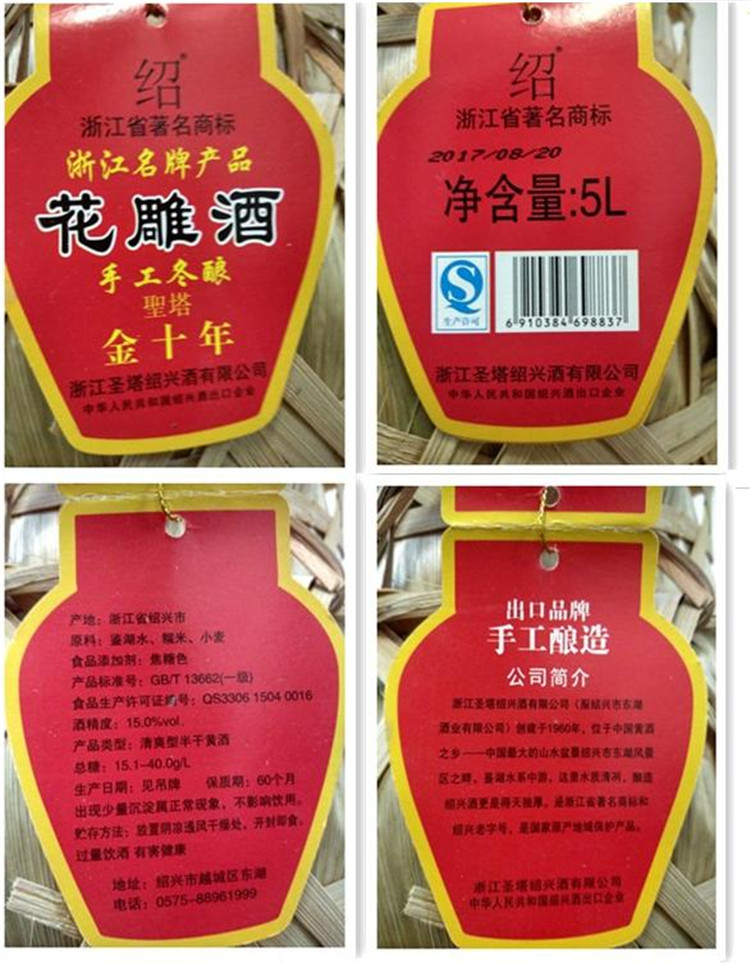 绍®
浙江省著名商标
浙江名牌产品
花雕酒
手工冬酿
聖塔
金十年
浙江圣塔绍兴酒有限公司
中华人民共和国绍兴酒出口企业
绍®
浙江省著名商标
2017/08/20
净含量:5L
QS
生产许可
6 910384 698837
浙江圣塔绍兴酒有限公司
中华人民共和国绍兴酒出口企业
产地：浙江省绍兴市
原料：鉴湖水、糯米、小麦
食品添加剂：焦糖色
产品标准号：GB/T 13662(一级)
食品生产许可证编号：QS3306 1504 0016
酒精度：15.0%vol.
产品类型：清爽型半干黄酒
总糖：15.1-40.0g/L
生产日期：见吊牌 保质期：60个月
出现少量沉淀属正常现象，不影响饮用。
贮存方法：放置阴凉通风干燥处，开封即食。
过量饮酒 有害健康
地址：绍兴市越城区东湖
电话：0575-88961999
出口品牌
手工酿造
公司简介
浙江圣塔绍兴酒有限公司（原绍兴市东湖
酒业有限公司）创建于1960年，位于中国黄酒
之乡——中国最大的山水盆景绍兴市东湖风景
区之畔，鉴湖水系中游，这里水质清冽，酿造
绍兴酒更是得天独厚。是浙江省著名商标和
绍兴老字号，是国家原产地域保护产品。
浙江圣塔绍兴酒有限公司
中华人民共和国绍兴酒出口企业